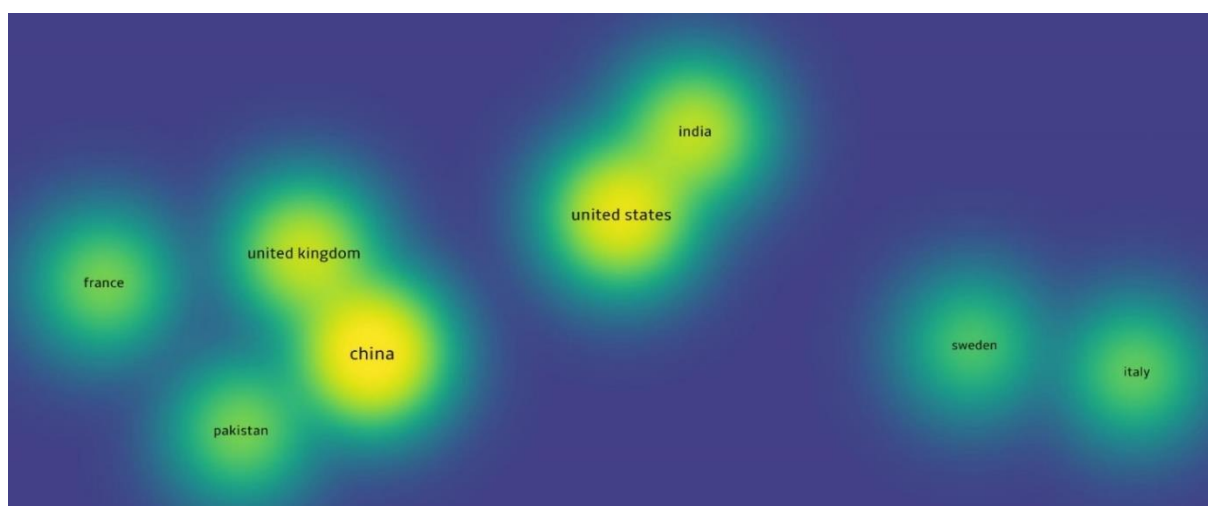 india
united states
united kingdom
france
china
sweden
italy
pakistan